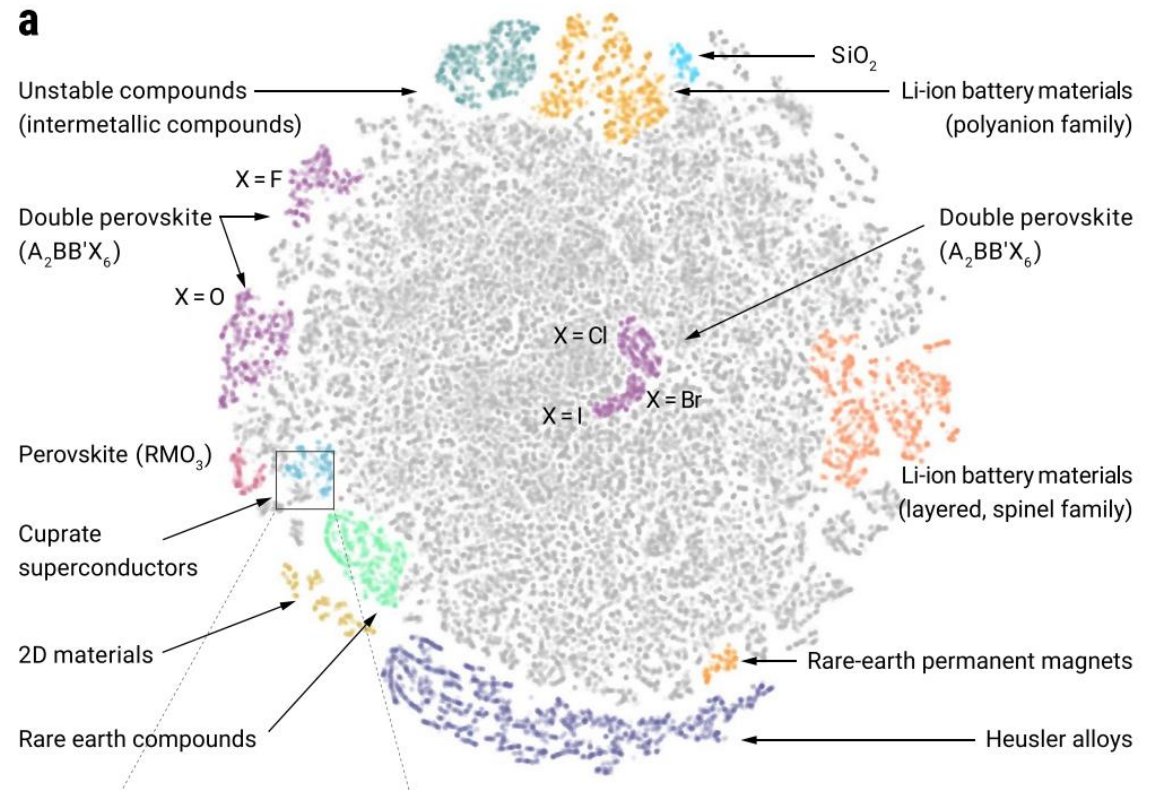 a
SiO₂
Unstable compounds
(intermetallic compounds)
Li-ion battery materials
(polyanion family)
X = F
Double perovskite
(A₂BB'X₆)
Double perovskite
(A₂BB'X₆)
X = O
X = Cl
X = Br
X = I
Perovskite (RMO₃)
Li-ion battery materials
(layered, spinel family)
Cuprate
superconductors
2D materials
Rare-earth permanent magnets
Rare earth compounds
Heusler alloys